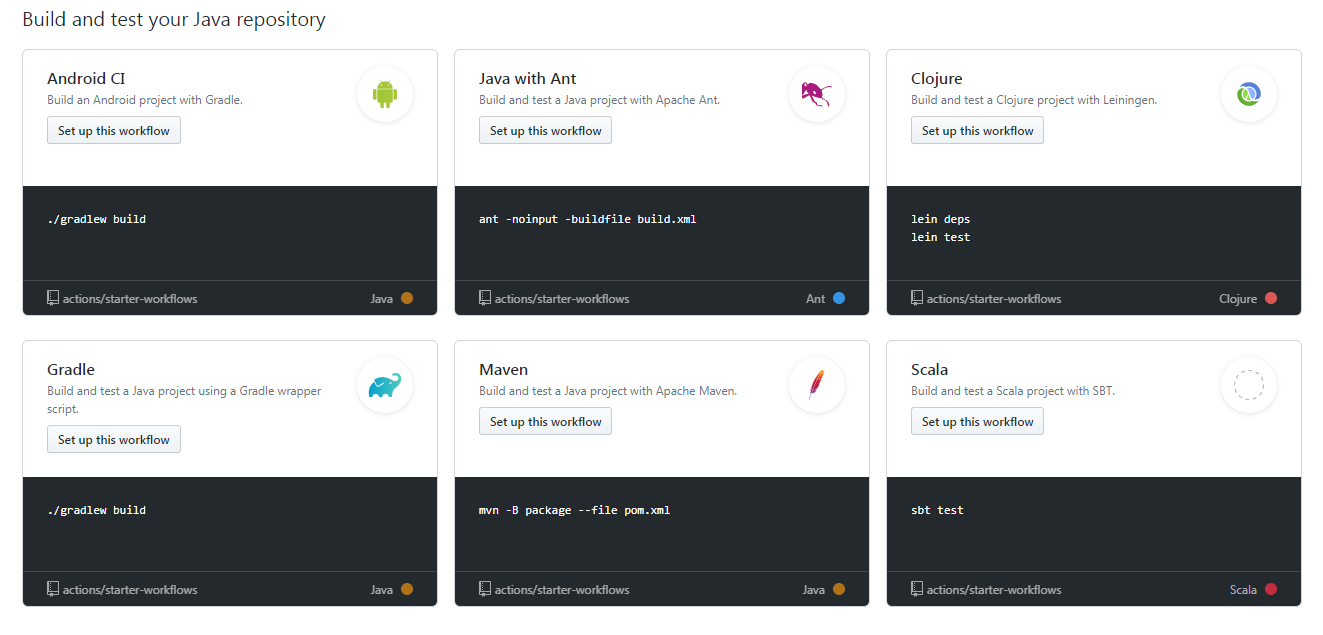 Build and test your Java repository
Android CI
Build an Android project with Gradle.
Set up this workflow
./gradlew build
actions/starter-workflows
Java
Java with Ant
Build and test a Java project with Apache Ant.
Set up this workflow
ant -noinput -buildfile build.xml
actions/starter-workflows
Ant
Clojure
Build and test a Clojure project with Leiningen.
Set up this workflow
lein deps
lein test
actions/starter-workflows
Clojure
Gradle
Build and test a Java project using a Gradle wrapper
script.
Set up this workflow
./gradlew build
actions/starter-workflows
Java
Maven
Build and test a Java project with Apache Maven.
Set up this workflow
mvn -B package --file pom.xml
actions/starter-workflows
Java
Scala
Build and test a Scala project with SBT.
Set up this workflow
sbt test
actions/starter-workflows
Scala